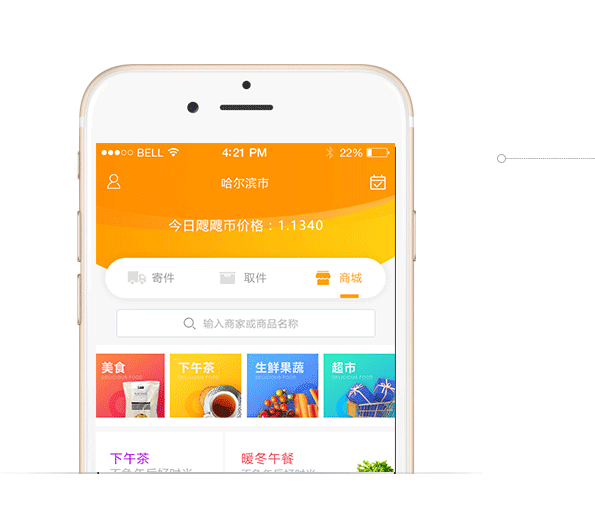 BELL 4:21 PM 22%
哈尔滨市
今日飕飕币价格：1.1340
寄件 取件 商城
输入商家或商品名称
美食 下午茶 生鲜果蔬 超市
DELICIOUS FOOD DELICIOUS FOOD DELICIOUS FOOD DELICIOUS FOOD
下午茶 暖冬午餐